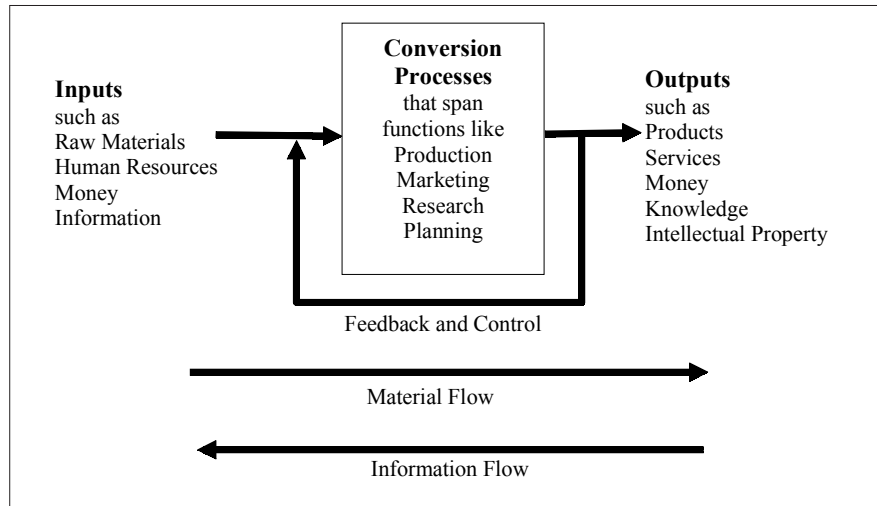 Inputs
such as
Raw Materials
Human Resources
Money
Information
Conversion
Processes
that span
functions like
Production
Marketing
Research
Planning
Outputs
such as
Products
Services
Money
Knowledge
Intellectual Property
Feedback and Control
Material Flow
Information Flow